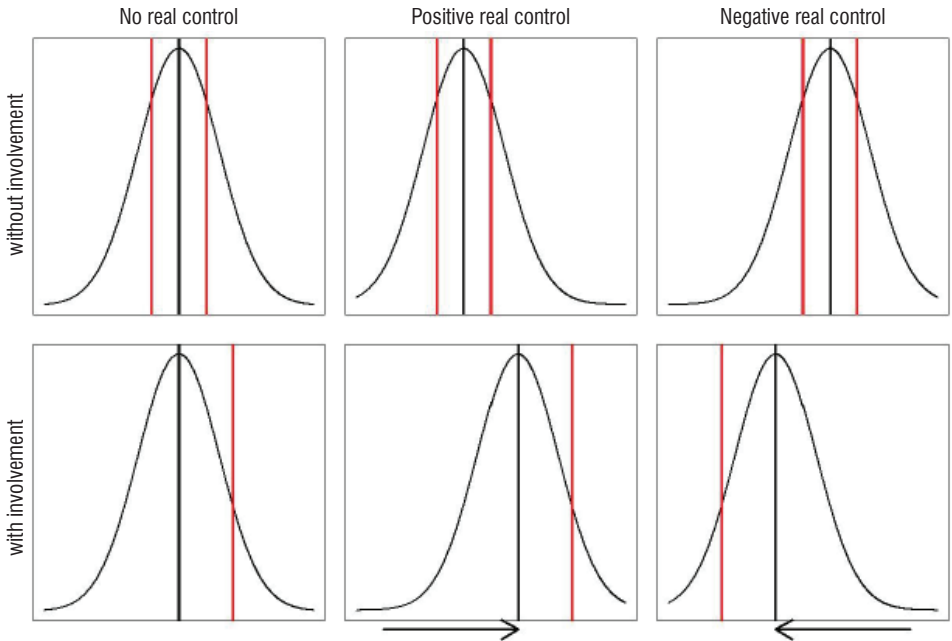 No real control
Positive real control
Negative real control
without involvement
with involvement